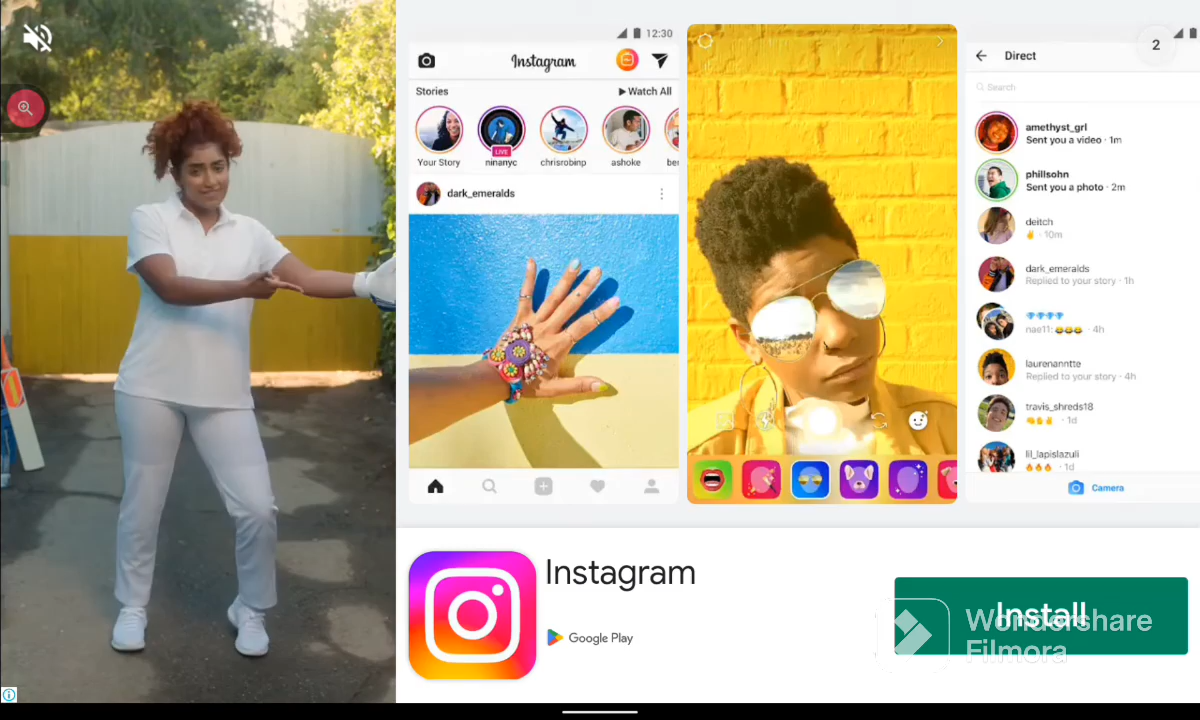 12:30
Instagram
Stories
Watch All
Your Story
LIVE
ninanyc
chrisrobinp
ashoke
dark_emeralds
2
Direct
Search
amethyst_grl
Sent you a video · 1m
phillsohn
Sent you a photo · 2m
deitch
✌️ · 10m
dark_emeralds
Replied to your story · 1h
💎💎💎💎
nae11: 😂😂😂 · 4h
laurenanntte
Replied to your story · 4h
travis_shreds18
· 1d
lil_lapislazuli
🔥🔥🔥 · 1d
Camera
Instagram
Google Play
Install
Wondershare
Filmora